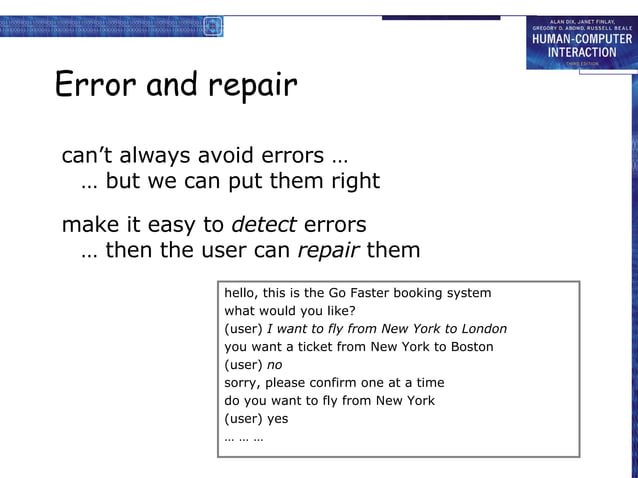 ALAN DIX, JANET FINLAY,
GREGORY D. ABOWD, RUSSELL BEALE
HUMAN-COMPUTER
INTERACTION
THIRD EDITION
Error and repair
can’t always avoid errors …
… but we can put them right
make it easy to detect errors
… then the user can repair them
hello, this is the Go Faster booking system
what would you like?
(user) I want to fly from New York to London
you want a ticket from New York to Boston
(user) no
sorry, please confirm one at a time
do you want to fly from New York
(user) yes
… … …